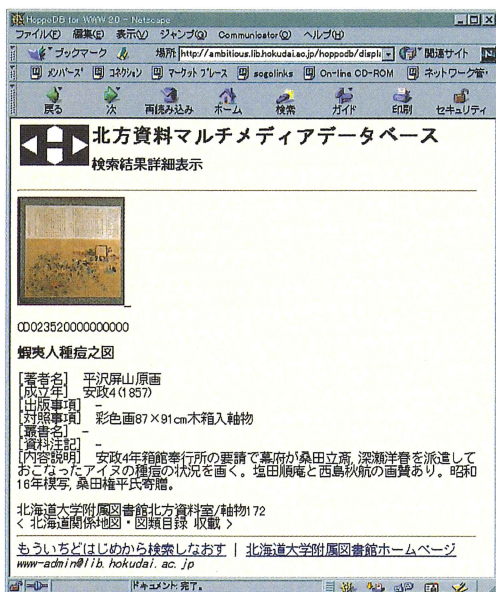 HoppoDB for WWW 2.0 - Netscape
ファイル(F) 編集(E) 表示(V) ジャンプ(G) Communicator(C) ヘルプ(H)
ブックマーク 場所: http://ambitious.lib.hokudai.ac.jp/hoppodb/displ 関連サイト
メンバーズ コネクション マーケットプレース sogolinks On-line CD-ROM ネットワーク管
戻る 次 再読み込み ホーム 検索 ガイド 印刷 セキュリティ
北方資料マルチメディアデータベース
検索結果詳細表示
0D023520000000000
蝦夷人種痘之図
[著者名] 平沢屏山原画
[成立年] 安政4(1857)
[出版事項] -
[対照事項] 彩色画87×91cm木箱入軸物
[叢書名] -
[資料注記] -
[内容説明] 安政4年箱館奉行所の要請で幕府が桑田立斎,深瀬洋春を派遣して
おこなったアイヌの種痘の状況を画く。塩田順庵と西島秋航の画賛あり。昭和
16年模写,桑田権平氏寄贈。
北海道大学附属図書館北方資料室/軸物172
< 北海道関係地図・図類目録 収載 >
もういちどはじめから検索しなおす | 北海道大学附属図書館ホームページ
www-admin@lib.hokudai.ac.jp
ドキュメント:完了。